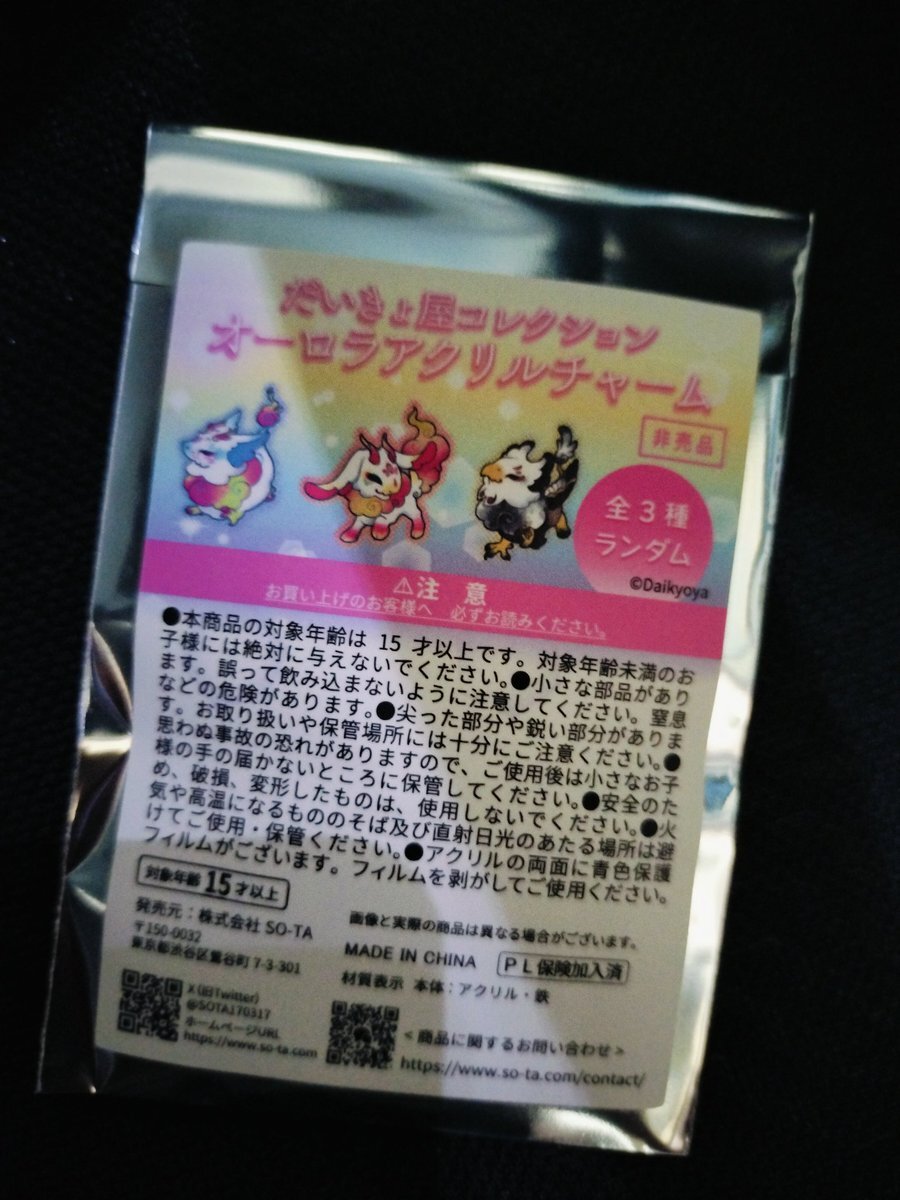 だいきょ屋コレクション
オーロラアクリルチャーム
非売品
全3種
ランダム
©Daikyoya
⚠注 意
お買い上げのお客様へ 必ずお読みください。
●本商品の対象年齢は 15 才以上です。対象年齢未満のお
子様には絶対に与えないでください。●小さな部品があり
ます。誤って飲み込まないように注意してください。窒息
などの危険があります。●尖った部分や鋭い部分がありま
す。お取り扱いや保管場所には十分にご注意ください。●
思わぬ事故の恐れがありますので、ご使用後は小さなお子
様の手の届かないところに保管してください。●安全のた
め、破損、変形したものは、使用しないでください。●火
気や高温になるもののそば及び直射日光のあたる場所は避
けてご使用・保管ください。●アクリルの両面に青色保護
フィルムがございます。フィルムを剥がしてご使用ください。
対象年齢 15才以上
発売元：株式会社 SO-TA
〒150-0032
東京都渋谷区鶯谷町 7-3-301
画像と実際の商品は異なる場合がございます。
MADE IN CHINA
PL保険加入済
材質表示 本体：アクリル・鉄
X(旧Twitter)
@SOTA170317
ホームページURL
https://www.so-ta.com
＜商品に関するお問い合わせ＞
https://www.so-ta.com/contact/